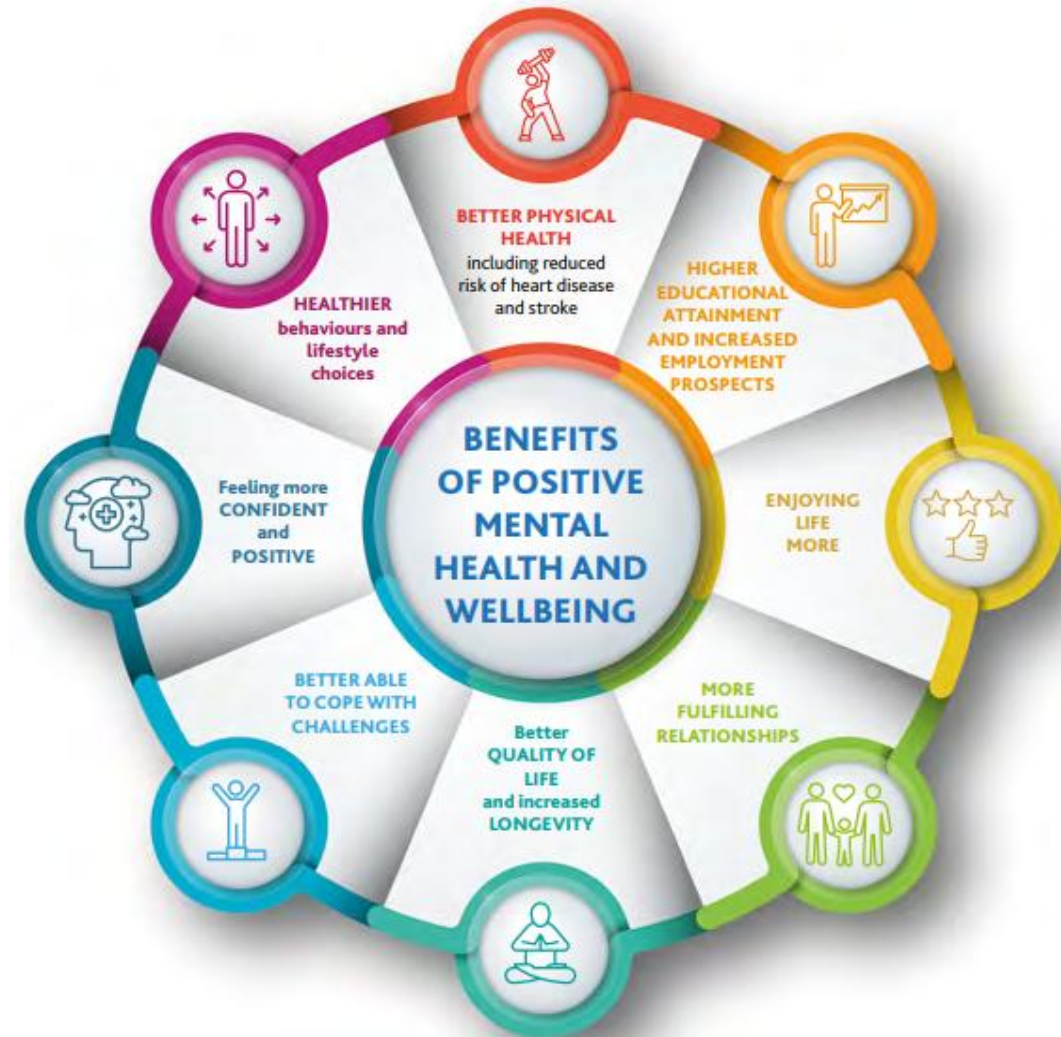 BENEFITS
OF POSITIVE
MENTAL
HEALTH AND
WELLBEING
BETTER PHYSICAL
HEALTH
including reduced
risk of heart disease
and stroke
HIGHER
EDUCATIONAL
ATTAINMENT
AND INCREASED
EMPLOYMENT
PROSPECTS
ENJOYING
LIFE
MORE
MORE
FULFILLING
RELATIONSHIPS
Better
QUALITY OF
LIFE
and increased
LONGEVITY
BETTER ABLE
TO COPE WITH
CHALLENGES
Feeling more
CONFIDENT
and
POSITIVE
HEALTHIER
behaviours and
lifestyle
choices